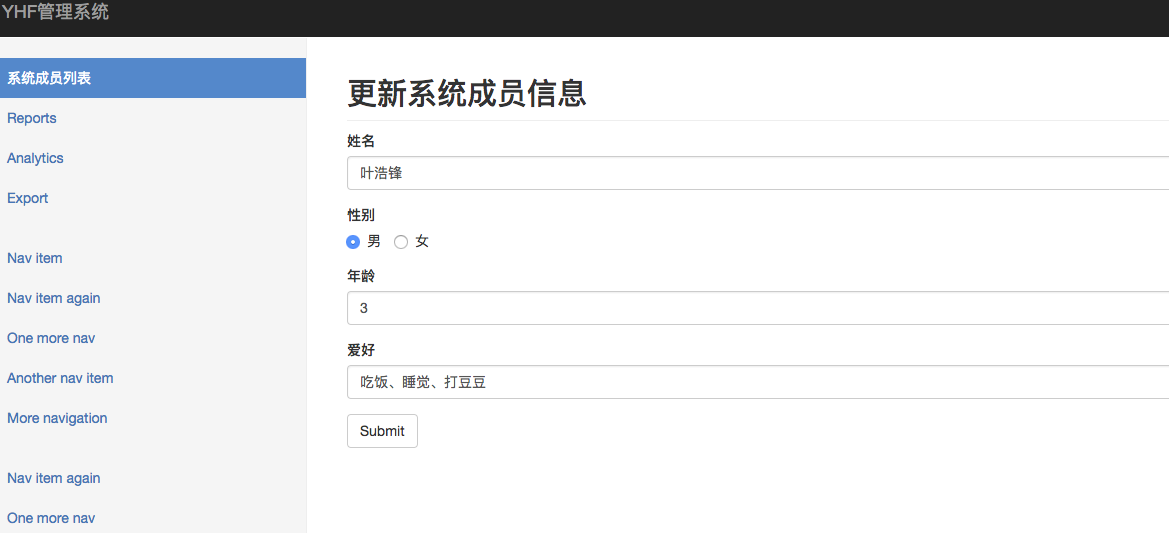 YHF管理系统
系统成员列表
Reports
Analytics
Export
Nav item
Nav item again
One more nav
Another nav item
More navigation
Nav item again
One more nav
更新系统成员信息
姓名
叶浩锋
性别
男 女
年龄
3
爱好
吃饭、睡觉、打豆豆
Submit